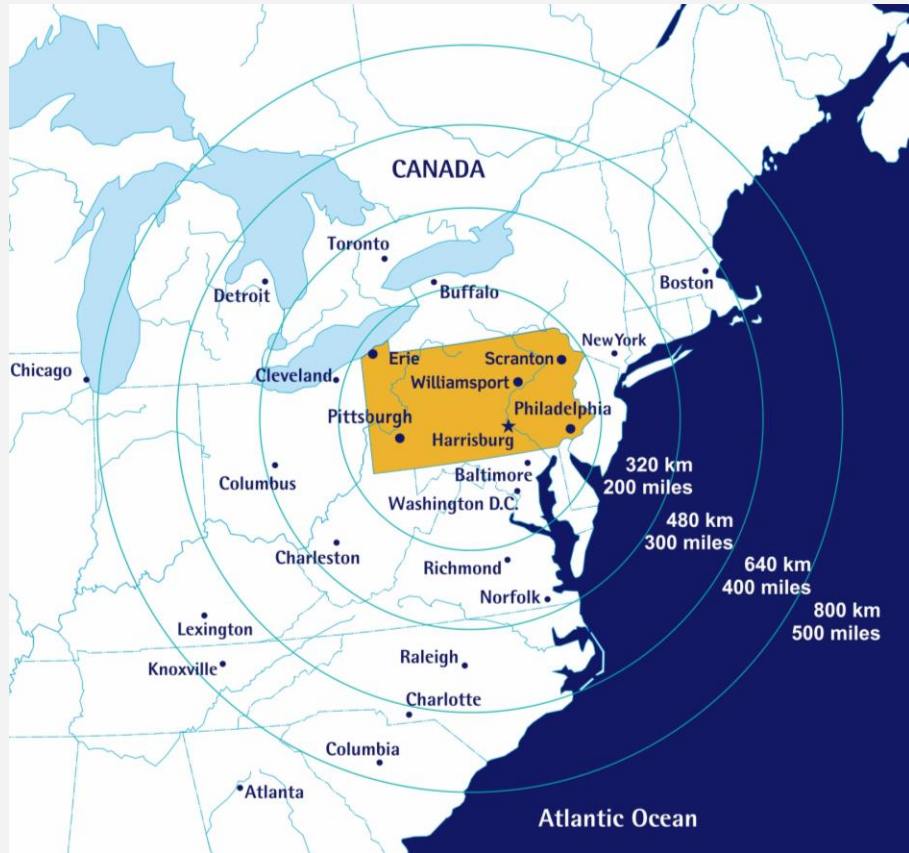 CANADA
Toronto
Detroit
Buffalo
Boston
New York
Erie
Scranton
Chicago
Cleveland
Williamsport
Pittsburgh
Philadelphia
Harrisburg
Columbus
Baltimore
320 km
200 miles
Washington D.C.
480 km
300 miles
Charleston
Richmond
640 km
400 miles
Norfolk
800 km
500 miles
Lexington
Knoxville
Raleigh
Charlotte
Columbia
Atlanta
Atlantic Ocean